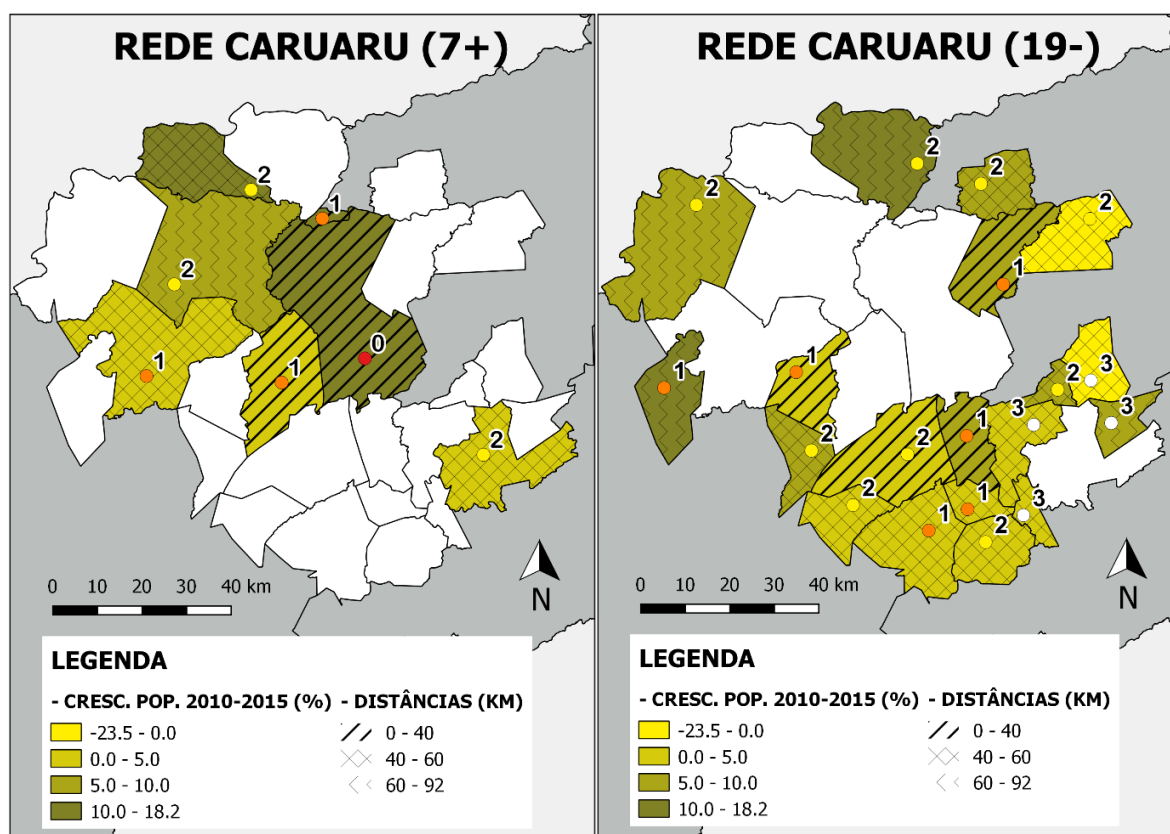 REDE CARUARU (7+)
2
1
2
0
1
1
2
0 10 20 30 40 km
N
LEGENDA
- CRESC. POP. 2010-2015 (%) - DISTÂNCIAS (KM)
-23.5 - 0.0 0 - 40
0.0 - 5.0 40 - 60
5.0 - 10.0 60 - 92
10.0 - 18.2
REDE CARUARU (19-)
2
2
2
2
1
3
1
1
2
3
3
1
2
2
2
1
3
1
2
0 10 20 30 40 km
N
LEGENDA
- CRESC. POP. 2010-2015 (%) - DISTÂNCIAS (KM)
-23.5 - 0.0 0 - 40
0.0 - 5.0 40 - 60
5.0 - 10.0 60 - 92
10.0 - 18.2